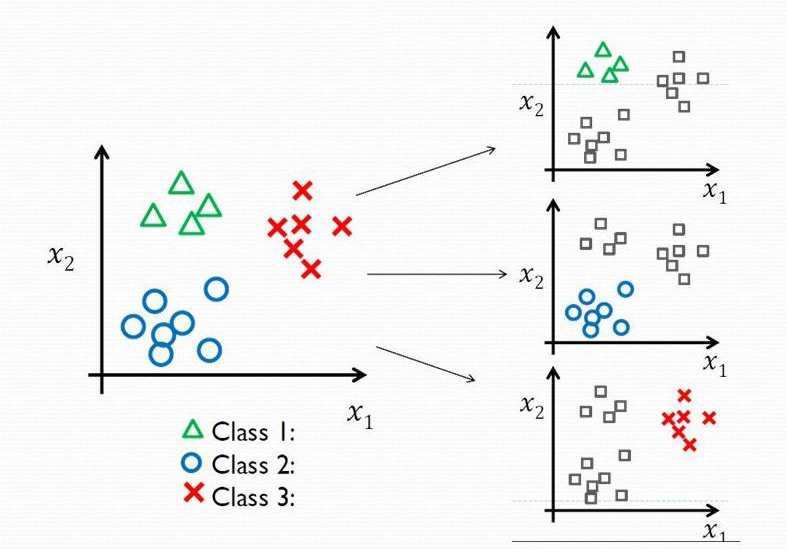 x₂
x₁
Class 1:
Class 2:
Class 3:
x₂
x₁
x₂
x₁
x₂
x₁